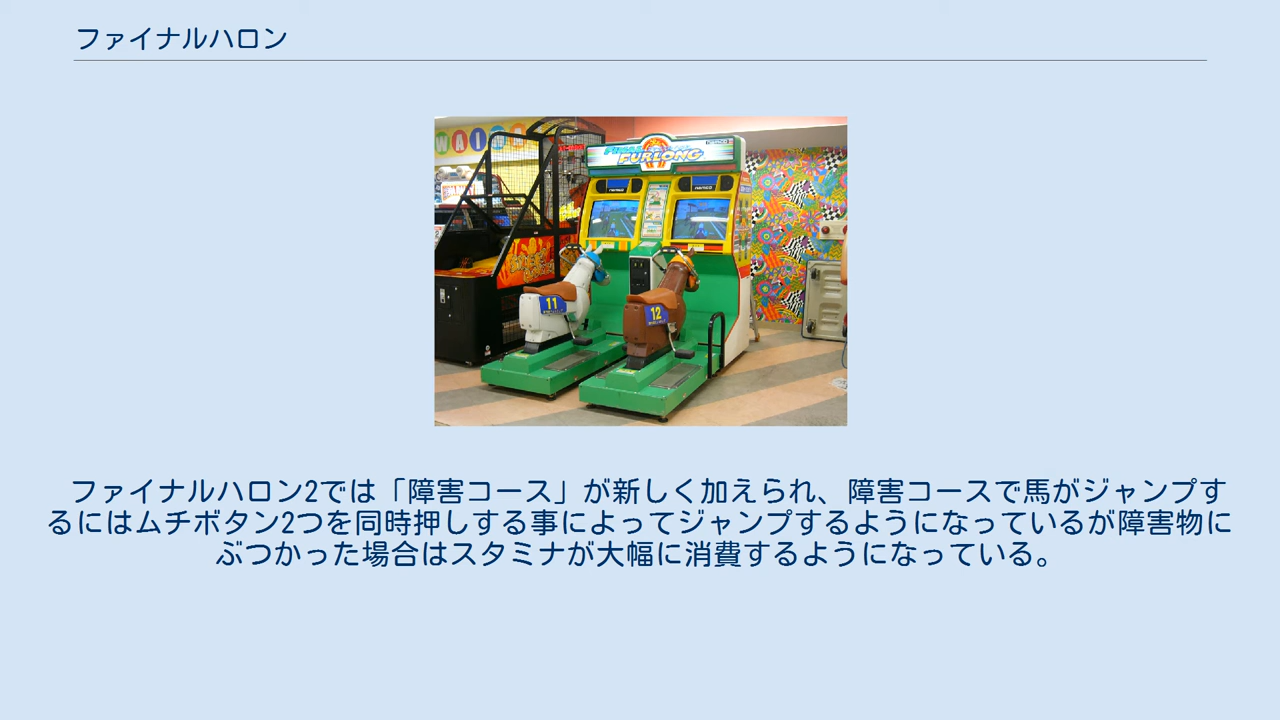 ファイナルハロン
WAI
FINAL
FURLONG
namco
namco
namco
11
12
ファイナルハロン2では「障害コース」が新しく加えられ、障害コースで馬がジャンプす
るにはムチボタン2つを同時押しする事によってジャンプするようになっているが障害物に
ぶつかった場合はスタミナが大幅に消費するようになっている。